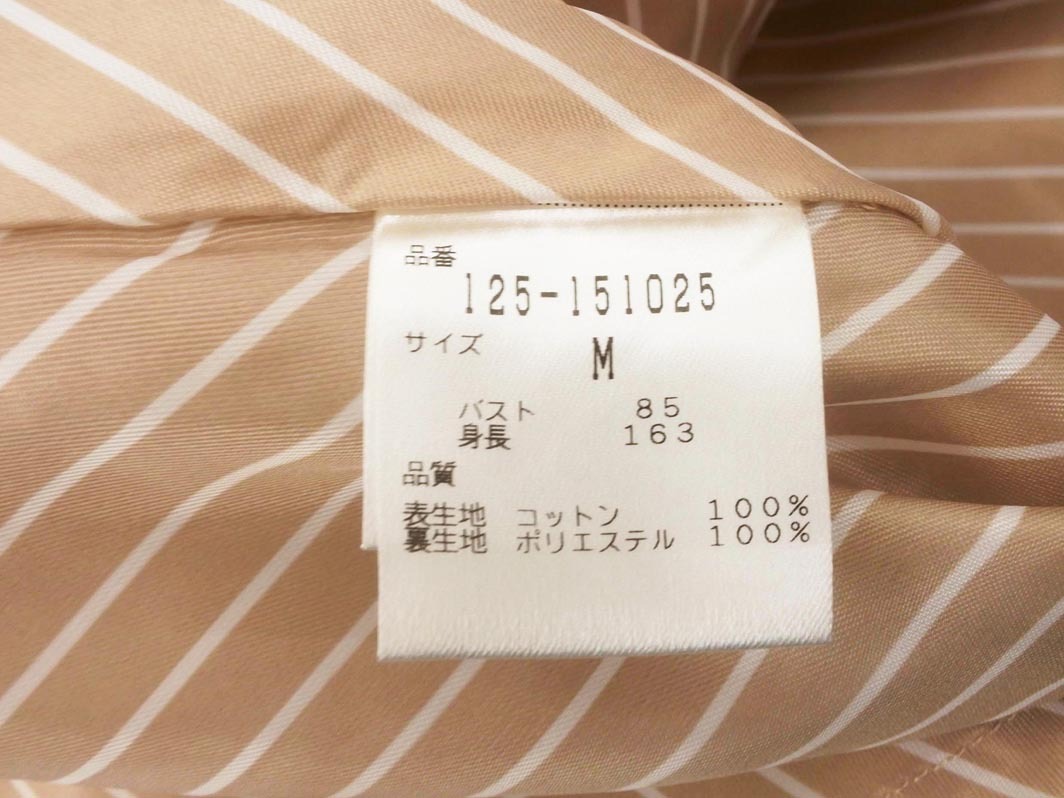 品番
125-151025
サイズ
M
バスト 85
身長 163
品質
表生地 コットン 100%
裏生地 ポリエステル 100%